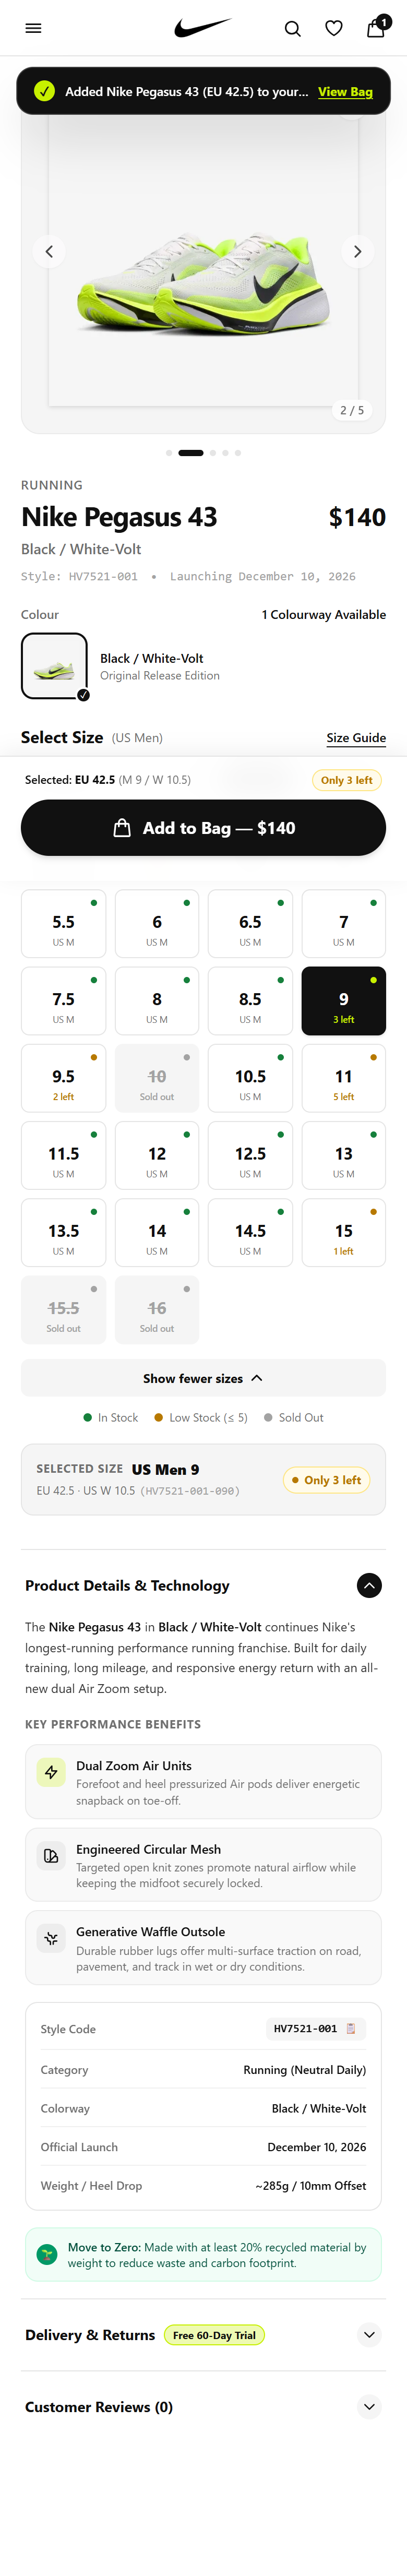 1
Added Nike Pegasus 43 (EU 42.5) to your... View Bag
2 / 5
RUNNING
Nike Pegasus 43 $140
Black / White-Volt
Style: HV7521-001 • Launching December 10, 2026
Colour 1 Colourway Available
Black / White-Volt
Original Release Edition
Select Size (US Men) Size Guide
Selected: EU 42.5 (M 9 / W 10.5) Only 3 left
Add to Bag — $140
5.5 6 6.5 7
US M US M US M US M
7.5 8 8.5 9
US M US M US M 3 left
9.5 10 10.5 11
2 left Sold out US M 5 left
11.5 12 12.5 13
US M US M US M US M
13.5 14 14.5 15
US M US M US M 1 left
15.5 16
Sold out Sold out
Show fewer sizes
In Stock Low Stock (≤ 5) Sold Out
SELECTED SIZE US Men 9
EU 42.5 · US W 10.5 (HV7521-001-090) Only 3 left
Product Details & Technology
The Nike Pegasus 43 in Black / White-Volt continues Nike's
longest-running performance running franchise. Built for daily
training, long mileage, and responsive energy return with an all-
new dual Air Zoom setup.
KEY PERFORMANCE BENEFITS
Dual Zoom Air Units
Forefoot and heel pressurized Air pods deliver energetic
snapback on toe-off.
Engineered Circular Mesh
Targeted open knit zones promote natural airflow while
keeping the midfoot securely locked.
Generative Waffle Outsole
Durable rubber lugs offer multi-surface traction on road,
pavement, and track in wet or dry conditions.
Style Code HV7521-001
Category Running (Neutral Daily)
Colorway Black / White-Volt
Official Launch December 10, 2026
Weight / Heel Drop ~285g / 10mm Offset
Move to Zero: Made with at least 20% recycled material by
weight to reduce waste and carbon footprint.
Delivery & Returns Free 60-Day Trial
Customer Reviews (0)